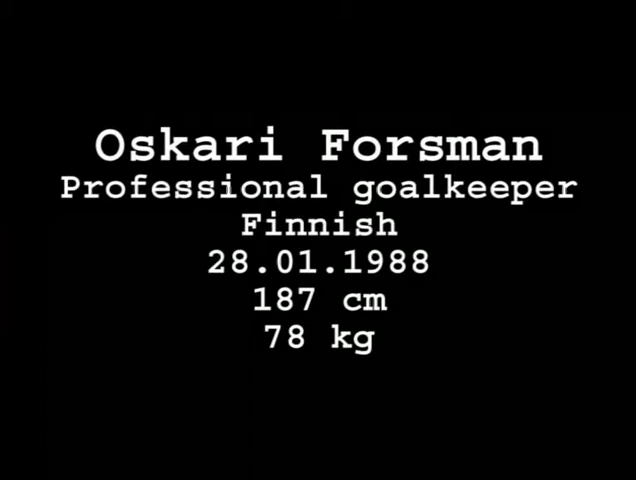 Oskari Forsman
Professional goalkeeper
Finnish
28.01.1988
187 cm
78 kg